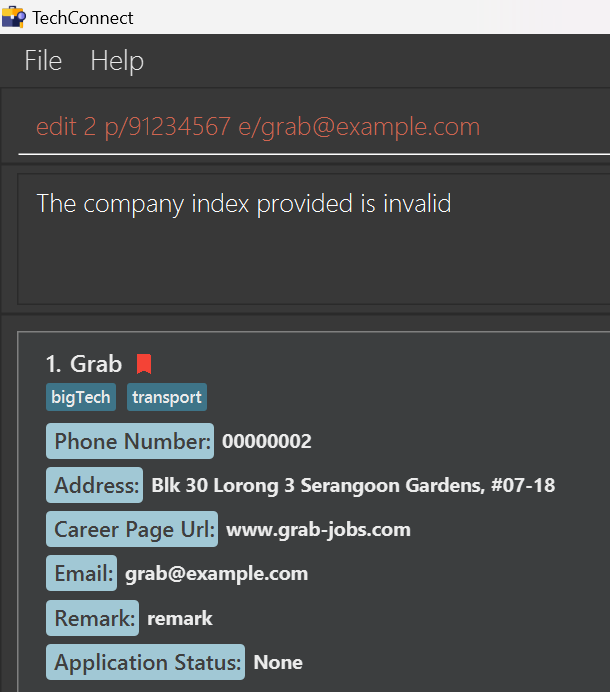 TechConnect
File Help
edit 2 p/91234567 e/grab@example.com
The company index provided is invalid
1. Grab
bigTech transport
Phone Number: 00000002
Address: Blk 30 Lorong 3 Serangoon Gardens, #07-18
Career Page Url: www.grab-jobs.com
Email: grab@example.com
Remark: remark
Application Status: None